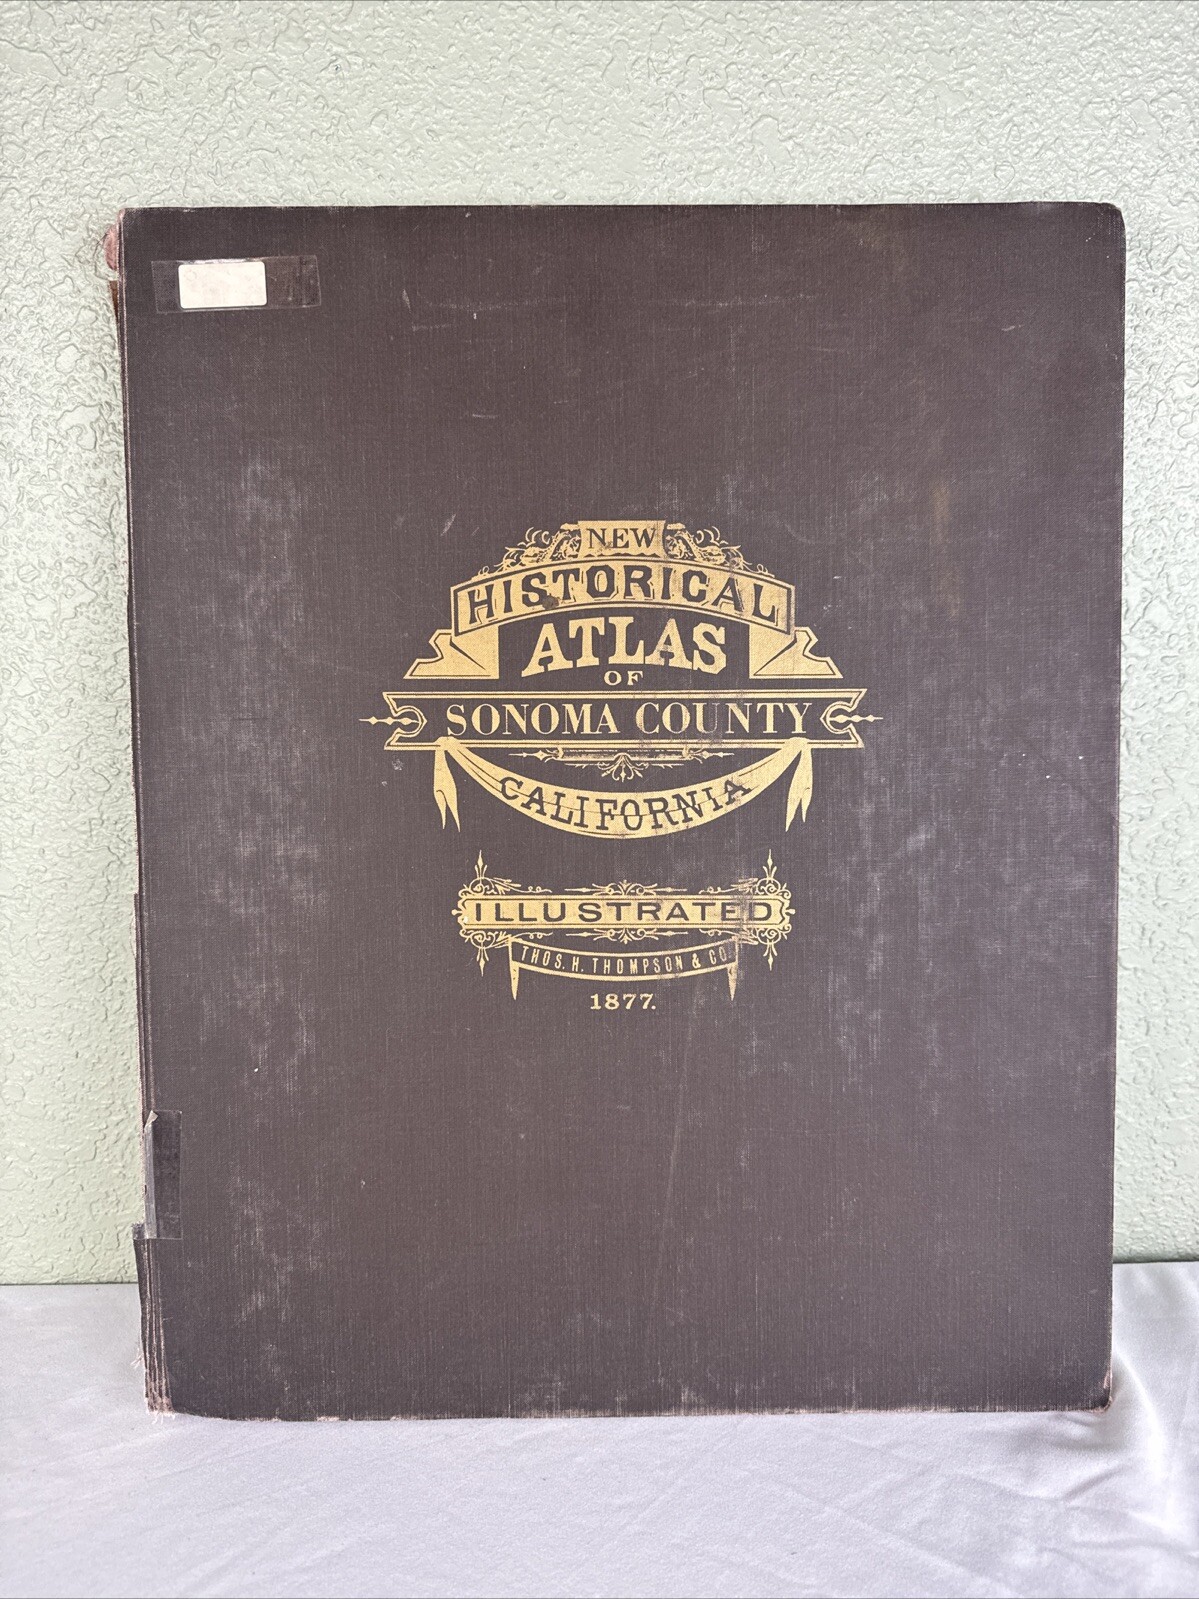 NEW
HISTORICAL
ATLAS
OF
SONOMA COUNTY
CALIFORNIA
ILLUSTRATED
THOS. H. THOMPSON & CO.
1877.